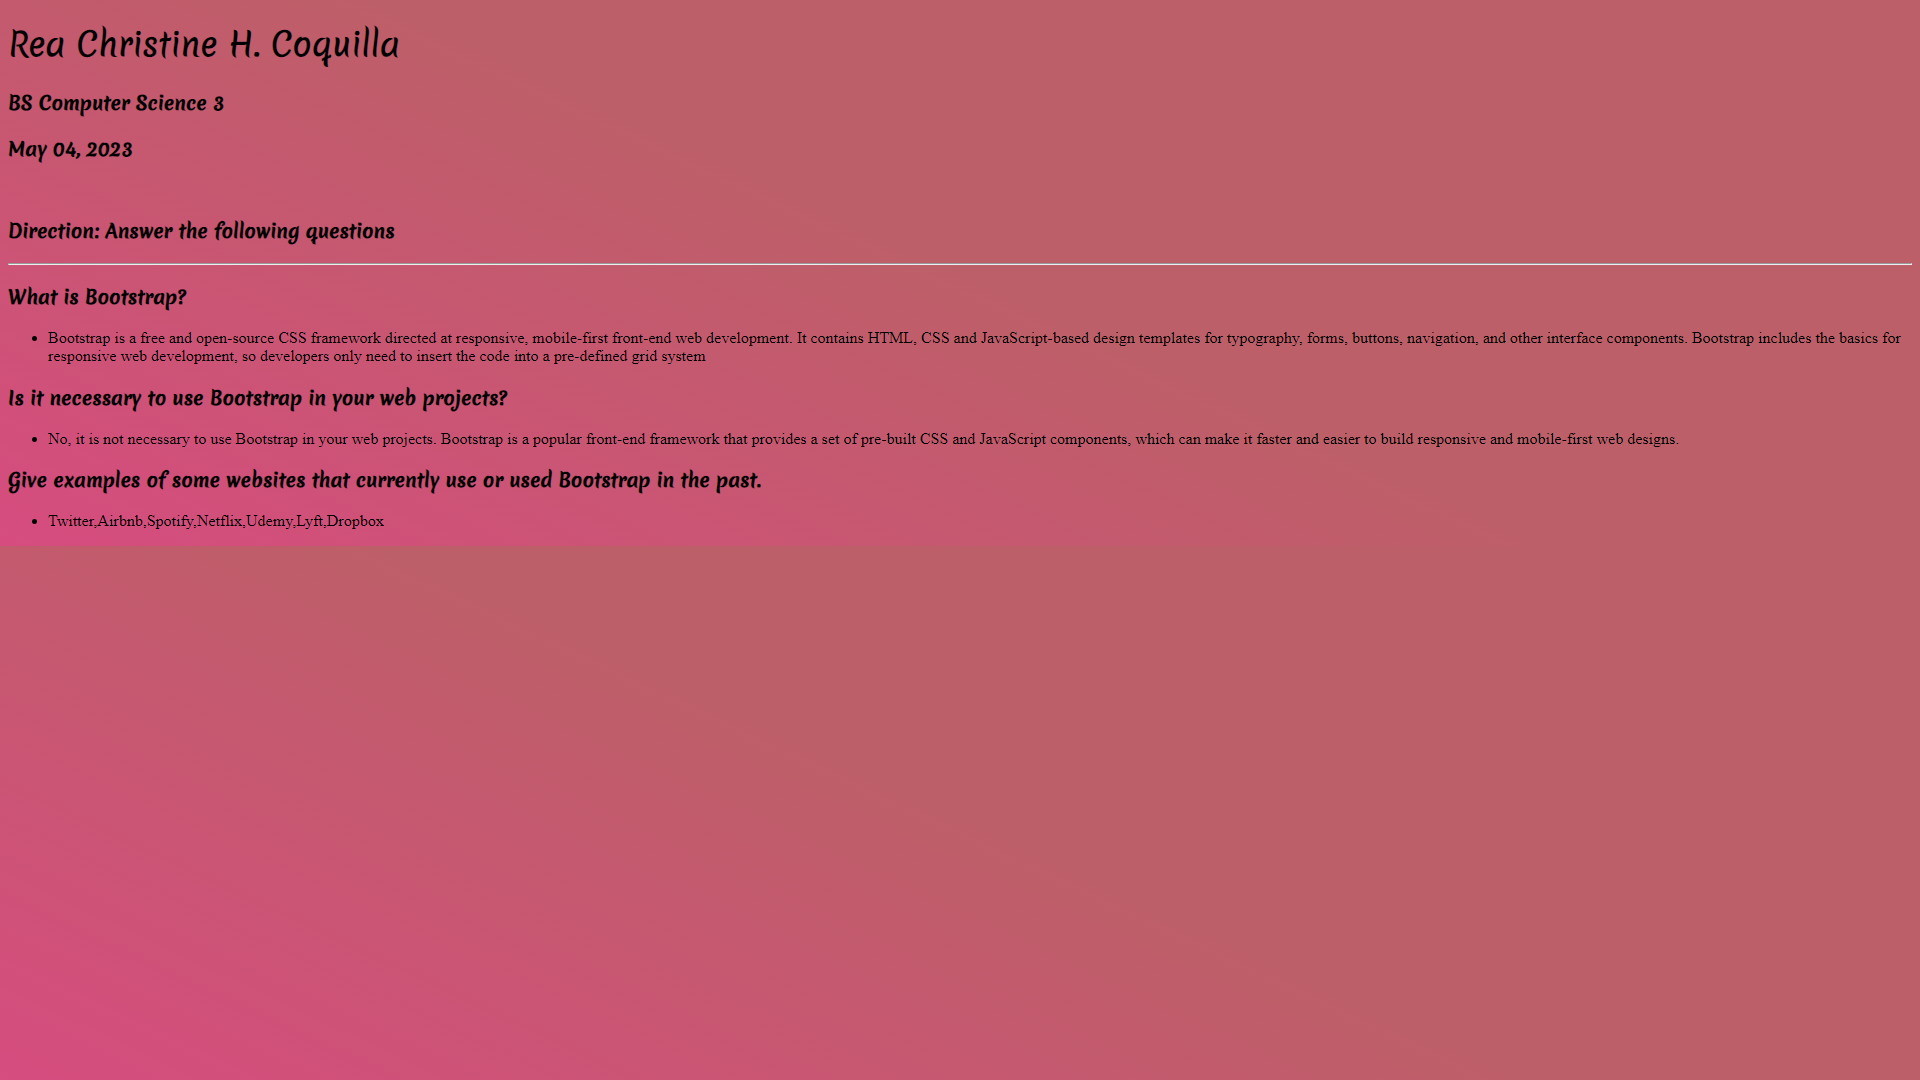 Rea Christine H. Coquilla
BS Computer Science 3
May 04, 2023
Direction: Answer the following questions
What is Bootstrap?
• Bootstrap is a free and open-source CSS framework directed at responsive, mobile-first front-end web development. It contains HTML, CSS and JavaScript-based design templates for typography, forms, buttons, navigation, and other interface components. Bootstrap includes the basics for
responsive web development, so developers only need to insert the code into a pre-defined grid system
Is it necessary to use Bootstrap in your web projects?
• No, it is not necessary to use Bootstrap in your web projects. Bootstrap is a popular front-end framework that provides a set of pre-built CSS and JavaScript components, which can make it faster and easier to build responsive and mobile-first web designs.
Give examples of some websites that currently use or used Bootstrap in the past.
• Twitter,Airbnb,Spotify,Netflix,Udemy,Lyft,Dropbox